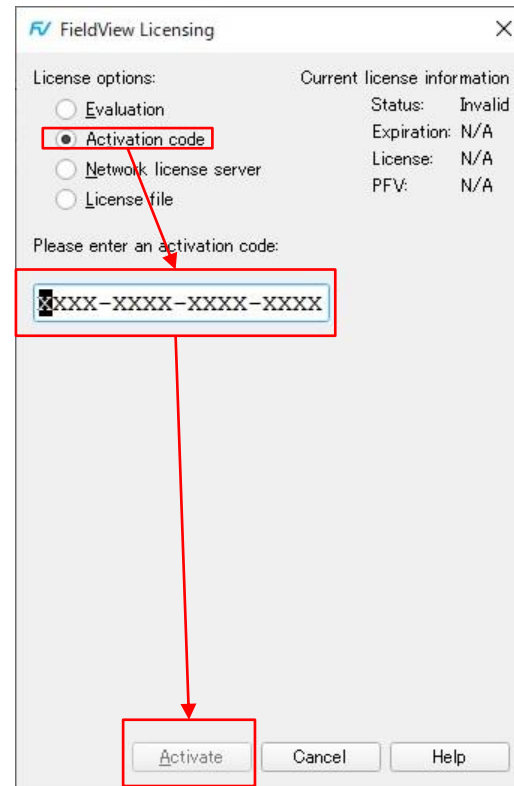 FV FieldView Licensing
License options:
Evaluation
Activation code
Network license server
License file
Current license information
Status: Invalid
Expiration: N/A
License: N/A
PFV: N/A
Please enter an activation code:
XXXX-XXXX-XXXX-XXXX
Activate Cancel Help